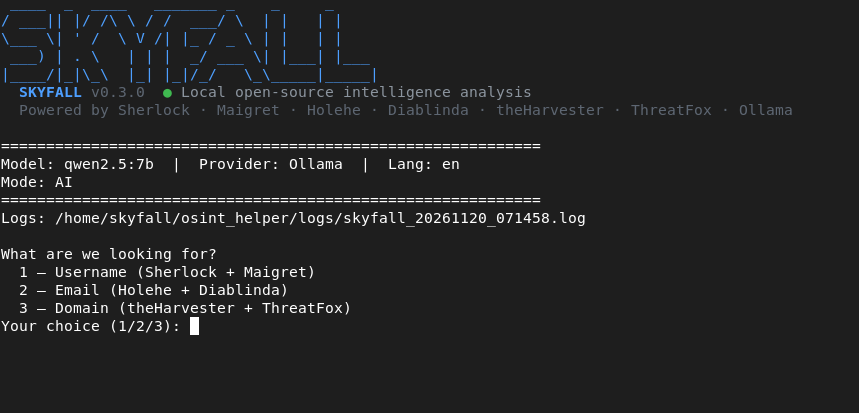 SKYFALL
SKYFALL v0.3.0 ● Local open-source intelligence analysis
Powered by Sherlock · Maigret · Holehe · Diablinda · theHarvester · ThreatFox · Ollama
============================================================
Model: qwen2.5:7b | Provider: Ollama | Lang: en
Mode: AI
============================================================
Logs: /home/skyfall/osint_helper/logs/skyfall_20261120_071458.log
What are we looking for?
1 — Username (Sherlock + Maigret)
2 — Email (Holehe + Diablinda)
3 — Domain (theHarvester + ThreatFox)
Your choice (1/2/3):